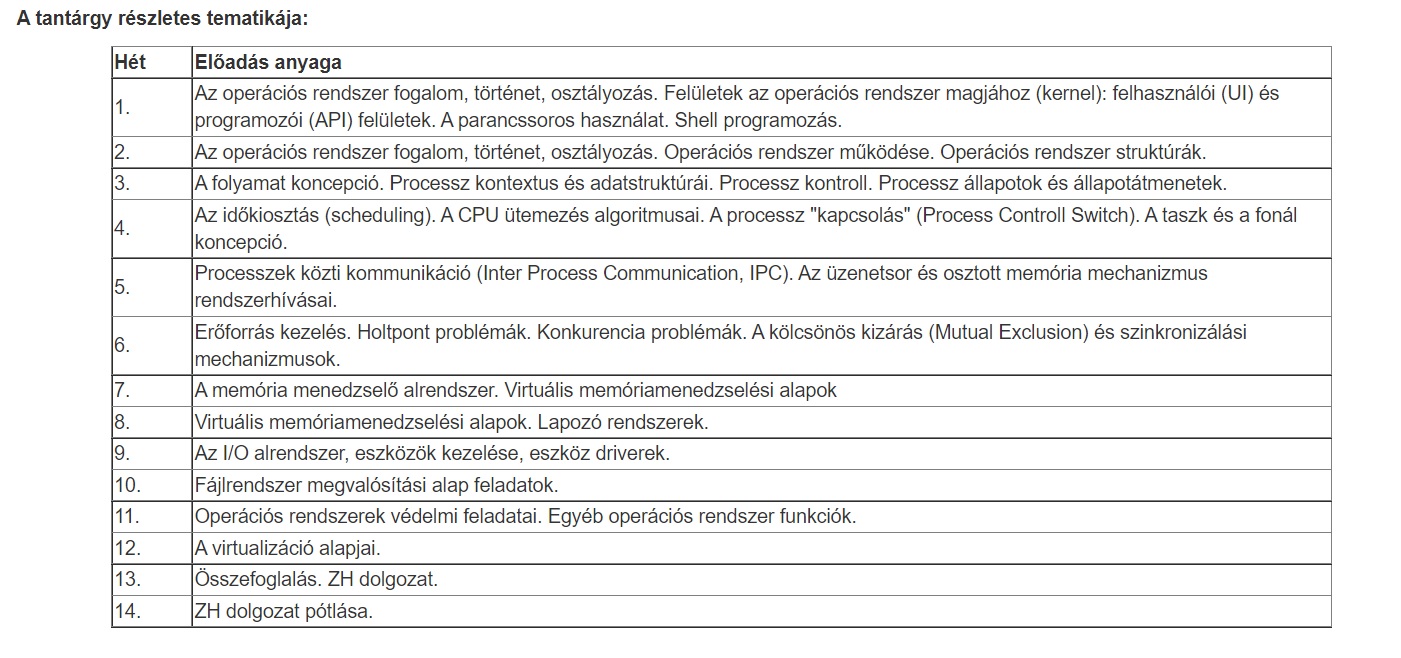 A tantárgy részletes tematikája:
Hét Előadás anyaga
1. Az operációs rendszer fogalom, történet, osztályozás. Felületek az operációs rendszer magjához (kernel): felhasználói (UI) és
programozói (API) felületek. A parancssoros használat. Shell programozás.
2. Az operációs rendszer fogalom, történet, osztályozás. Operációs rendszer működése. Operációs rendszer struktúrák.
3. A folyamat koncepció. Processz kontextus és adatstruktúrái. Processz kontroll. Processz állapotok és állapotátmenetek.
4. Az időkiosztás (scheduling). A CPU ütemezés algoritmusai. A processz "kapcsolás" (Process Controll Switch). A taszk és a fonál
koncepció.
5. Processzek közti kommunikáció (Inter Process Communication, IPC). Az üzenetsor és osztott memória mechanizmus
rendszerhívásai.
6. Erőforrás kezelés. Holtpont problémák. Konkurencia problémák. A kölcsönös kizárás (Mutual Exclusion) és szinkronizálási
mechanizmusok.
7. A memória menedzselő alrendszer. Virtuális memóriamenedzselési alapok
8. Virtuális memóriamenedzselési alapok. Lapozó rendszerek.
9. Az I/O alrendszer, eszközök kezelése, eszköz driverek.
10. Fájlrendszer megvalósítási alap feladatok.
11. Operációs rendszerek védelmi feladatai. Egyéb operációs rendszer funkciók.
12. A virtualizáció alapjai.
13. Összefoglalás. ZH dolgozat.
14. ZH dolgozat pótlása.